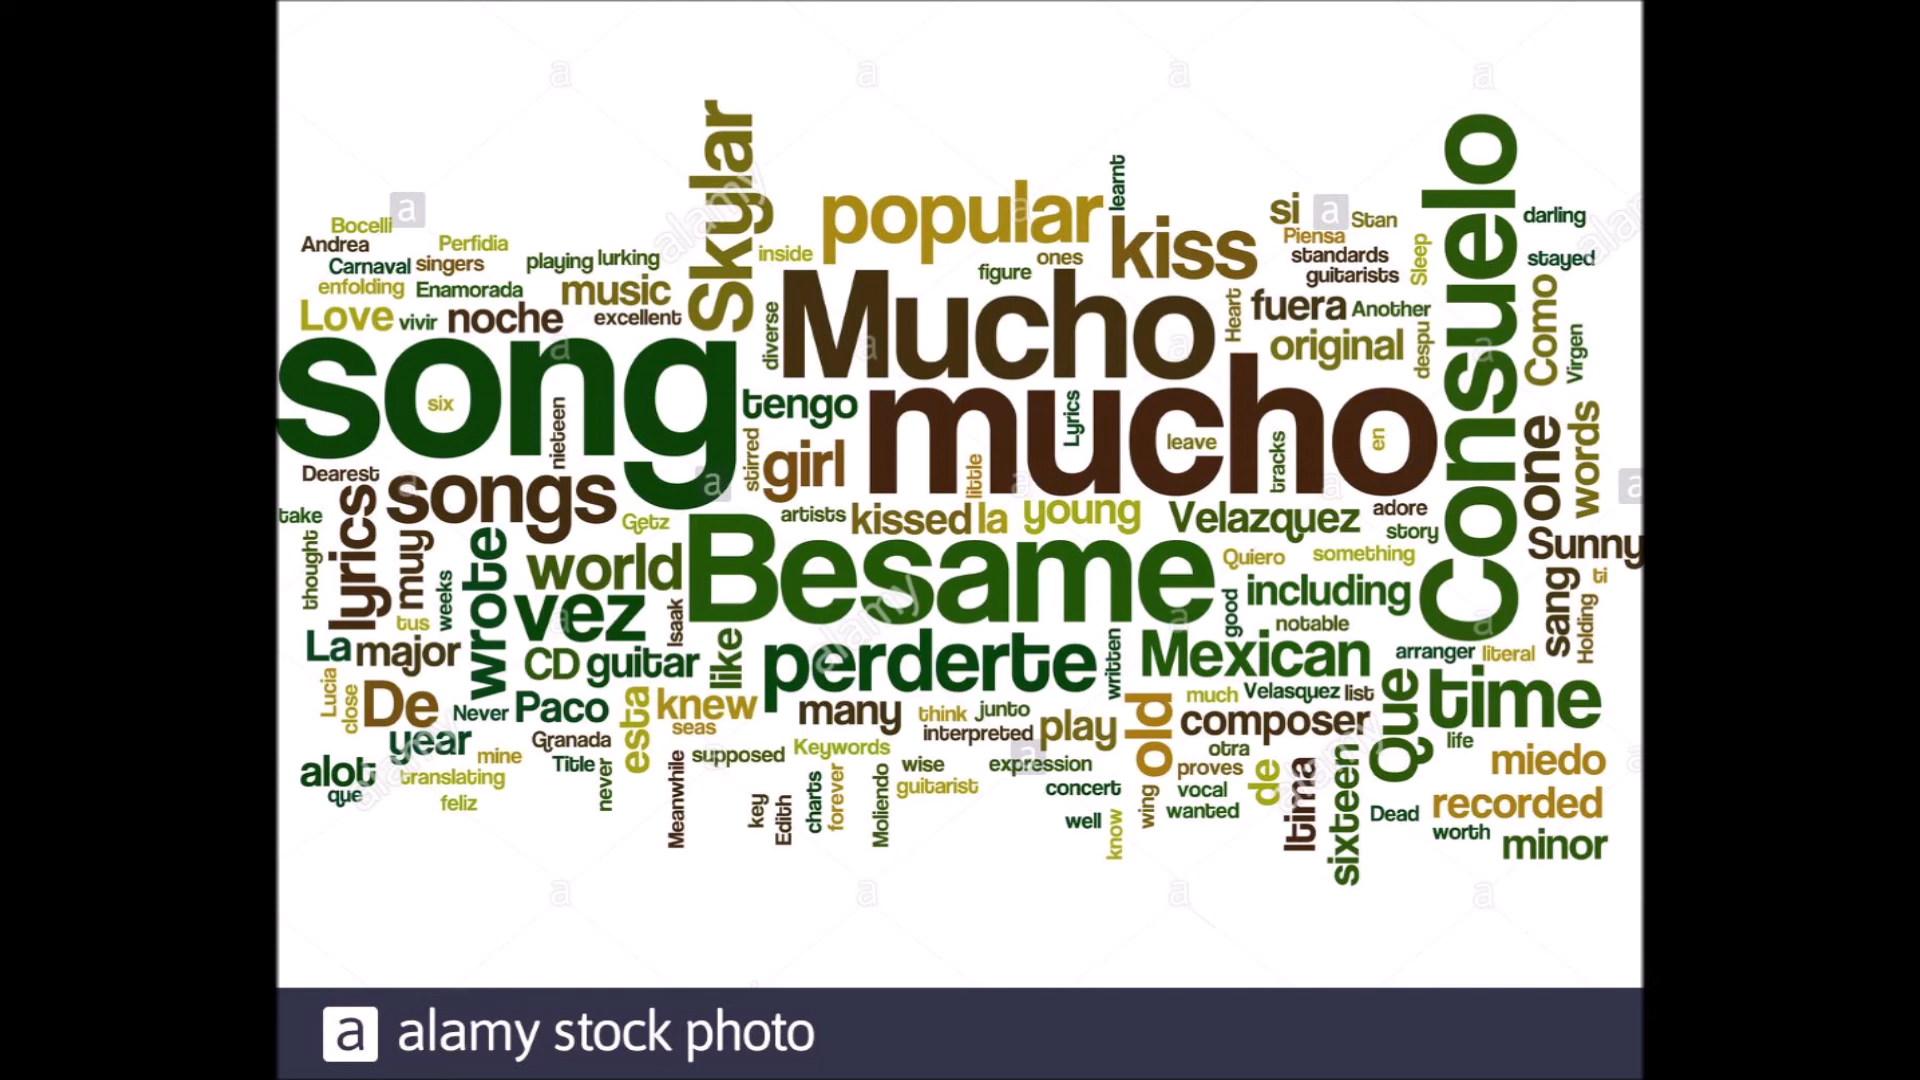 Skylar
Consuelo
learnt
popular
si
Stan
darling
Bocelli
Andrea
Perfidia
Piensa
kiss
Carnaval
singers
playing
lurking
inside
ones
standards
Sleep
stayed
enfolding
Enamorada
music
figure
guitarists
Love
vivir
noche
excellent
diverse
Mucho
Heart
fuera
Another
Como
song
original
despu
Virgen
six
nieteen
tengo
mucho
Lyrics
leave
tracks
en
one
words
Dearest
songs
stirred
girl
little
take
lyrics
Getz
artists
kissed
la
young
Velazquez
adore
story
thought
muy
wrote
world
Besame
Quiero
something
Sunny
weeks
vez
Isaak
including
good
sang
ti
Holding
tus
notable
La
major
CD
guitar
like
perderte
written
Mexican
arranger
literal
Lucia
close
De
Never
Paco
esta
knew
many
think
junto
play
old
much
Velasquez
list
Que
time
seas
interpreted
composer
year
Granada
otra
life
alot
mine
Title
never
Meanwhile
supposed
Keywords
wise
expression
proves
de
ltima
sixteen
miedo
que
translating
guitarist
concert
vocal
recorded
feliz
key
Edith
charts
forever
Moliendo
well
know
wing
wanted
Dead
worth
minor
alamy
a alamy stock photo